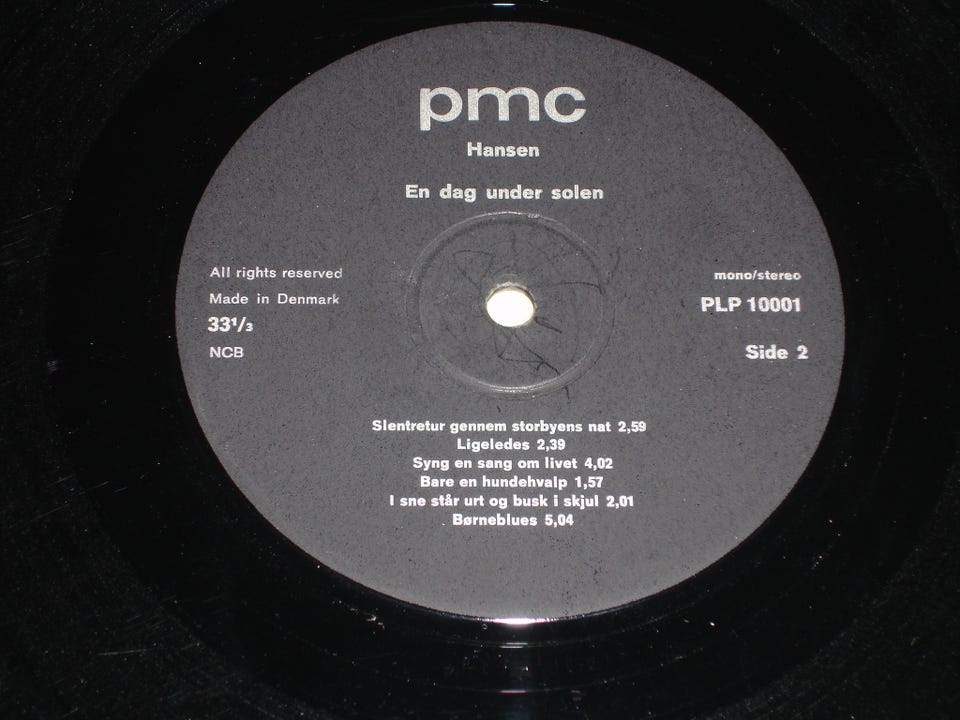 pmc
Hansen
En dag under solen
All rights reserved
Made in Denmark
33¹/₃
NCB
mono/stereo
PLP 10001
Side 2
Slentretur gennem storbyens nat 2,59
Ligeledes 2,39
Syng en sang om livet 4,02
Bare en hundehvalp 1,57
I sne står urt og busk i skjul 2,01
Børneblues 5,04